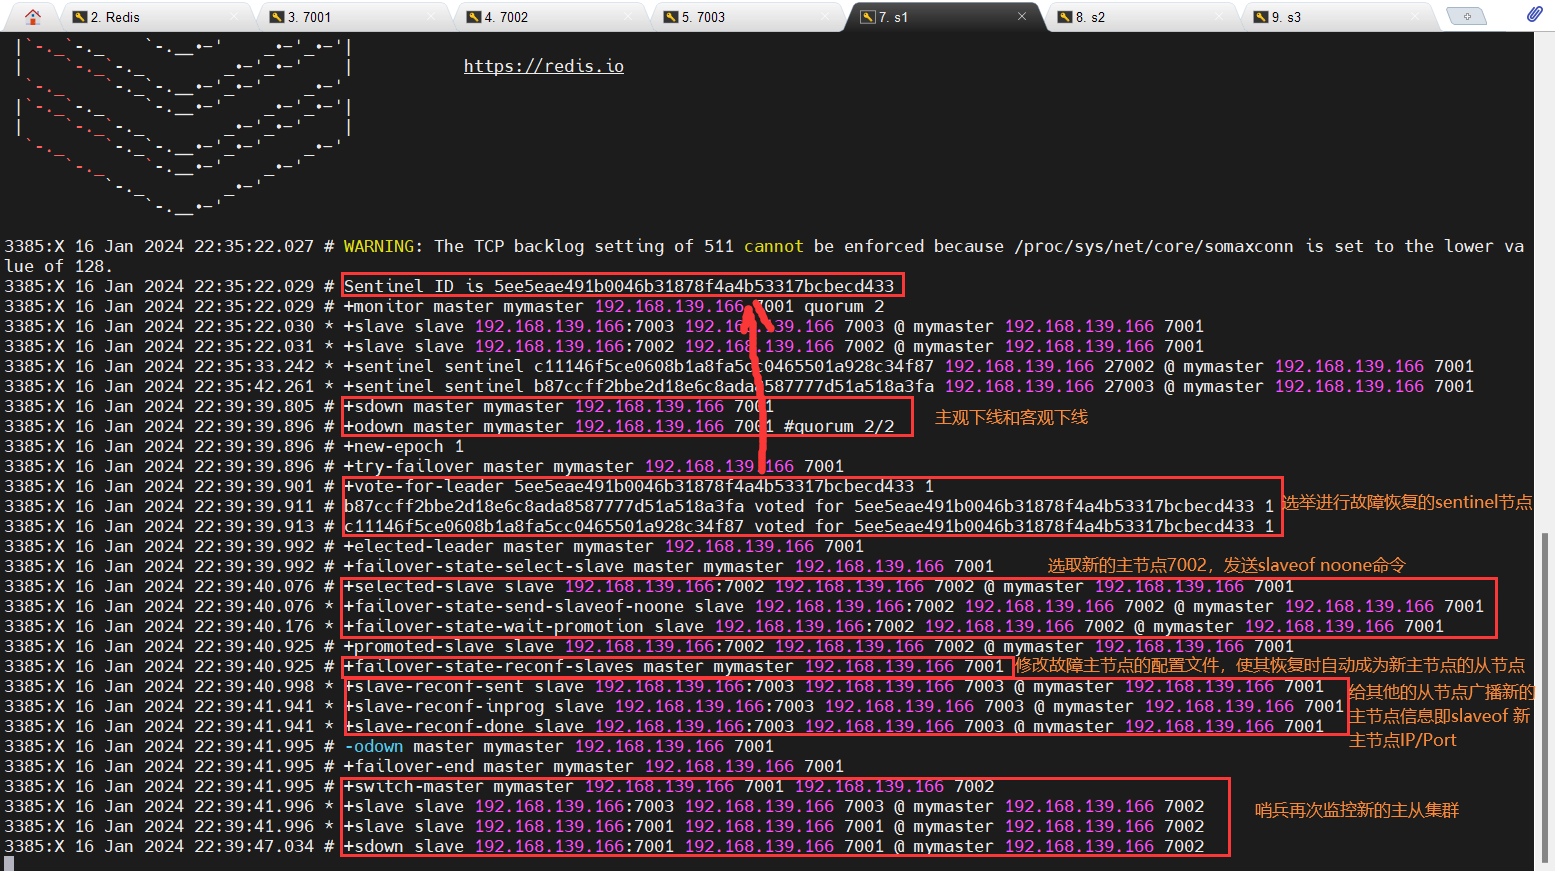 2. Redis
3. 7001
4. 7002
5. 7003
7. s1
8. s2
9. s3
https://redis.io
3385:X 16 Jan 2024 22:35:22.027 # WARNING: The TCP backlog setting of 511 cannot be enforced because /proc/sys/net/core/somaxconn is set to the lower va
lue of 128.
3385:X 16 Jan 2024 22:35:22.029 # Sentinel ID is 5ee5eae491b0046b31878f4a4b53317bcbecd433
3385:X 16 Jan 2024 22:35:22.029 # +monitor master mymaster 192.168.139.166 7001 quorum 2
3385:X 16 Jan 2024 22:35:22.030 * +slave slave 192.168.139.166:7003 192.168.139.166 7003 @ mymaster 192.168.139.166 7001
3385:X 16 Jan 2024 22:35:22.031 * +slave slave 192.168.139.166:7002 192.168.139.166 7002 @ mymaster 192.168.139.166 7001
3385:X 16 Jan 2024 22:35:33.242 * +sentinel sentinel c11146f5ce0608b1a8fa5cc0465501a928c34f87 192.168.139.166 27002 @ mymaster 192.168.139.166 7001
3385:X 16 Jan 2024 22:35:42.261 * +sentinel sentinel b87ccff2bbe2d18e6c8ada8587777d51a518a3fa 192.168.139.166 27003 @ mymaster 192.168.139.166 7001
3385:X 16 Jan 2024 22:39:39.805 # +sdown master mymaster 192.168.139.166 7001
主观下线和客观下线
3385:X 16 Jan 2024 22:39:39.896 # +odown master mymaster 192.168.139.166 7001 #quorum 2/2
3385:X 16 Jan 2024 22:39:39.896 # +new-epoch 1
3385:X 16 Jan 2024 22:39:39.896 # +try-failover master mymaster 192.168.139.166 7001
3385:X 16 Jan 2024 22:39:39.901 # +vote-for-leader 5ee5eae491b0046b31878f4a4b53317bcbecd433 1
3385:X 16 Jan 2024 22:39:39.911 # b87ccff2bbe2d18e6c8ada8587777d51a518a3fa voted for 5ee5eae491b0046b31878f4a4b53317bcbecd433 1
选举进行故障恢复的sentinel节点
3385:X 16 Jan 2024 22:39:39.913 # c11146f5ce0608b1a8fa5cc0465501a928c34f87 voted for 5ee5eae491b0046b31878f4a4b53317bcbecd433 1
3385:X 16 Jan 2024 22:39:39.992 # +elected-leader master mymaster 192.168.139.166 7001
3385:X 16 Jan 2024 22:39:39.992 # +failover-state-select-slave master mymaster 192.168.139.166 7001
选取新的主节点7002，发送slaveof noone命令
3385:X 16 Jan 2024 22:39:40.076 # +selected-slave slave 192.168.139.166:7002 192.168.139.166 7002 @ mymaster 192.168.139.166 7001
3385:X 16 Jan 2024 22:39:40.076 * +failover-state-send-slaveof-noone slave 192.168.139.166:7002 192.168.139.166 7002 @ mymaster 192.168.139.166 7001
3385:X 16 Jan 2024 22:39:40.176 * +failover-state-wait-promotion slave 192.168.139.166:7002 192.168.139.166 7002 @ mymaster 192.168.139.166 7001
3385:X 16 Jan 2024 22:39:40.925 # +promoted-slave slave 192.168.139.166:7002 192.168.139.166 7002 @ mymaster 192.168.139.166 7001
3385:X 16 Jan 2024 22:39:40.925 # +failover-state-reconf-slaves master mymaster 192.168.139.166 7001
修改故障主节点的配置文件，使其恢复时自动成为新主节点的从节点
3385:X 16 Jan 2024 22:39:40.998 * +slave-reconf-sent slave 192.168.139.166:7003 192.168.139.166 7003 @ mymaster 192.168.139.166 7001
给其他的从节点广播新的
3385:X 16 Jan 2024 22:39:41.941 * +slave-reconf-inprog slave 192.168.139.166:7003 192.168.139.166 7003 @ mymaster 192.168.139.166 7001
主节点信息即slaveof 新
3385:X 16 Jan 2024 22:39:41.941 * +slave-reconf-done slave 192.168.139.166:7003 192.168.139.166 7003 @ mymaster 192.168.139.166 7001
主节点IP/Port
3385:X 16 Jan 2024 22:39:41.995 # -odown master mymaster 192.168.139.166 7001
3385:X 16 Jan 2024 22:39:41.995 # +failover-end master mymaster 192.168.139.166 7001
3385:X 16 Jan 2024 22:39:41.995 # +switch-master mymaster 192.168.139.166 7001 192.168.139.166 7002
3385:X 16 Jan 2024 22:39:41.996 * +slave slave 192.168.139.166:7003 192.168.139.166 7003 @ mymaster 192.168.139.166 7002
哨兵再次监控新的主从集群
3385:X 16 Jan 2024 22:39:41.996 * +slave slave 192.168.139.166:7001 192.168.139.166 7001 @ mymaster 192.168.139.166 7002
3385:X 16 Jan 2024 22:39:47.034 # +sdown slave 192.168.139.166:7001 192.168.139.166 7001 @ mymaster 192.168.139.166 7002